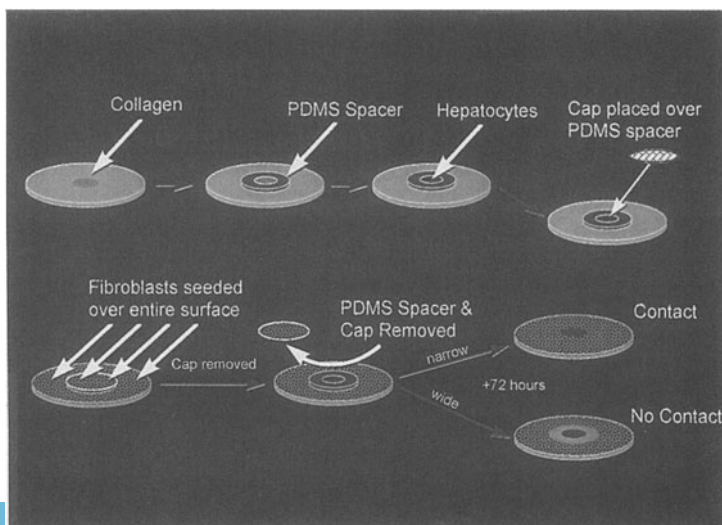 Collagen
PDMS Spacer
Hepatocytes
Cap placed over
PDMS spacer
Fibroblasts seeded
over entire surface
Cap removed
PDMS Spacer &
Cap Removed
narrow
wide
+72 hours
Contact
No Contact